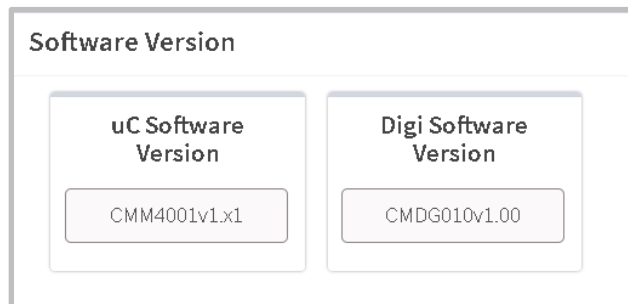 Software Version
uC Software
Version
CMM4001v1.x1
Digi Software
Version
CMDG010v1.00